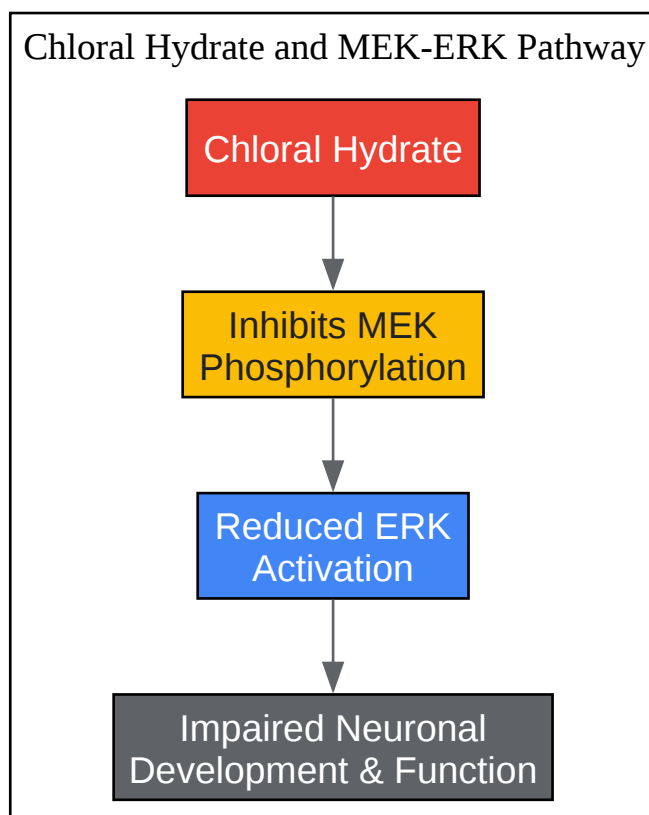 Chloral Hydrate and MEK-ERK Pathway
Chloral Hydrate
Inhibits MEK
Phosphorylation
Reduced ERK
Activation
Impaired Neuronal
Development & Function